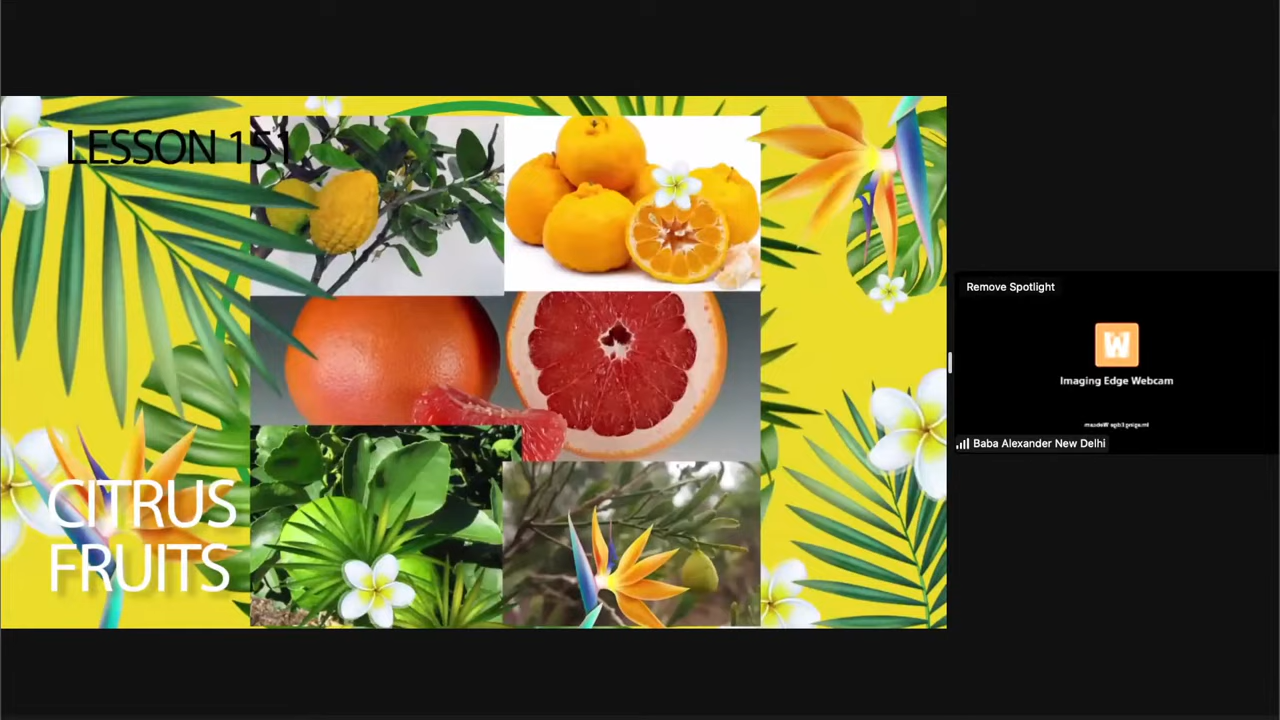 LESSON 151
CITRUS
FRUITS
Remove Spotlight
W
Imaging Edge Webcam
Baba Alexander New Delhi